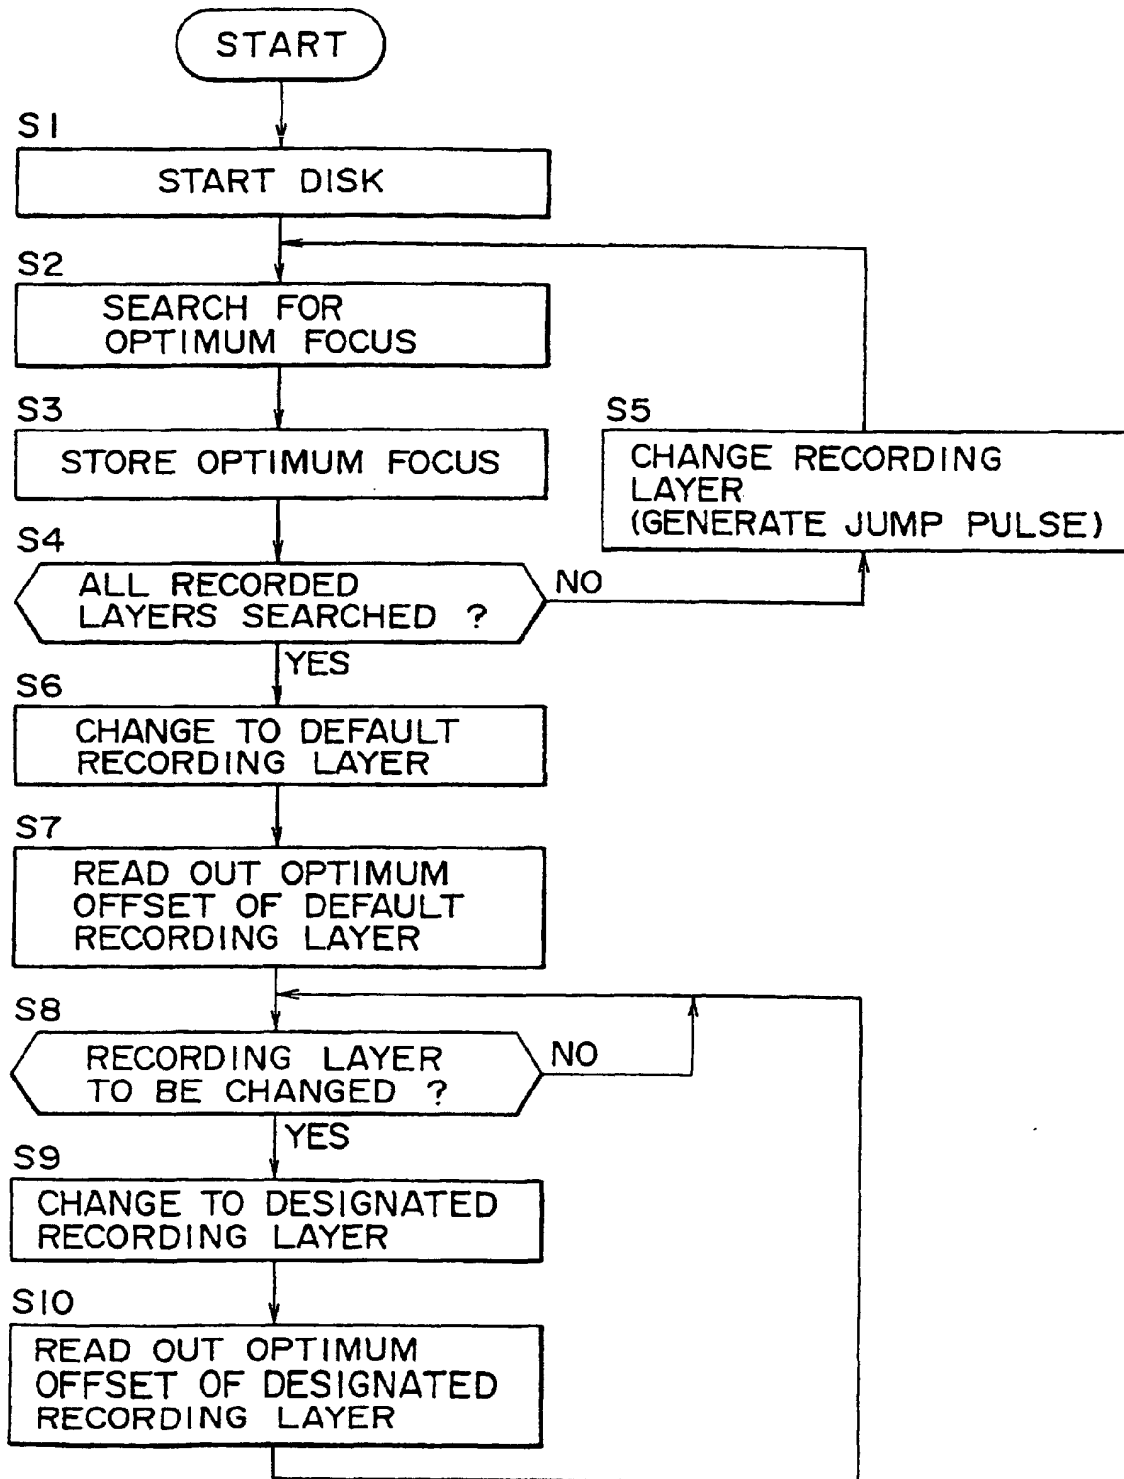 START
S1
START DISK
S2
SEARCH FOR
OPTIMUM FOCUS
S3
STORE OPTIMUM FOCUS
S5
CHANGE RECORDING
LAYER
(GENERATE JUMP PULSE)
S4
ALL RECORDED
LAYERS SEARCHED ?
NO
YES
S6
CHANGE TO DEFAULT
RECORDING LAYER
S7
READ OUT OPTIMUM
OFFSET OF DEFAULT
RECORDING LAYER
S8
RECORDING LAYER
TO BE CHANGED ?
NO
YES
S9
CHANGE TO DESIGNATED
RECORDING LAYER
S10
READ OUT OPTIMUM
OFFSET OF DESIGNATED
RECORDING LAYER